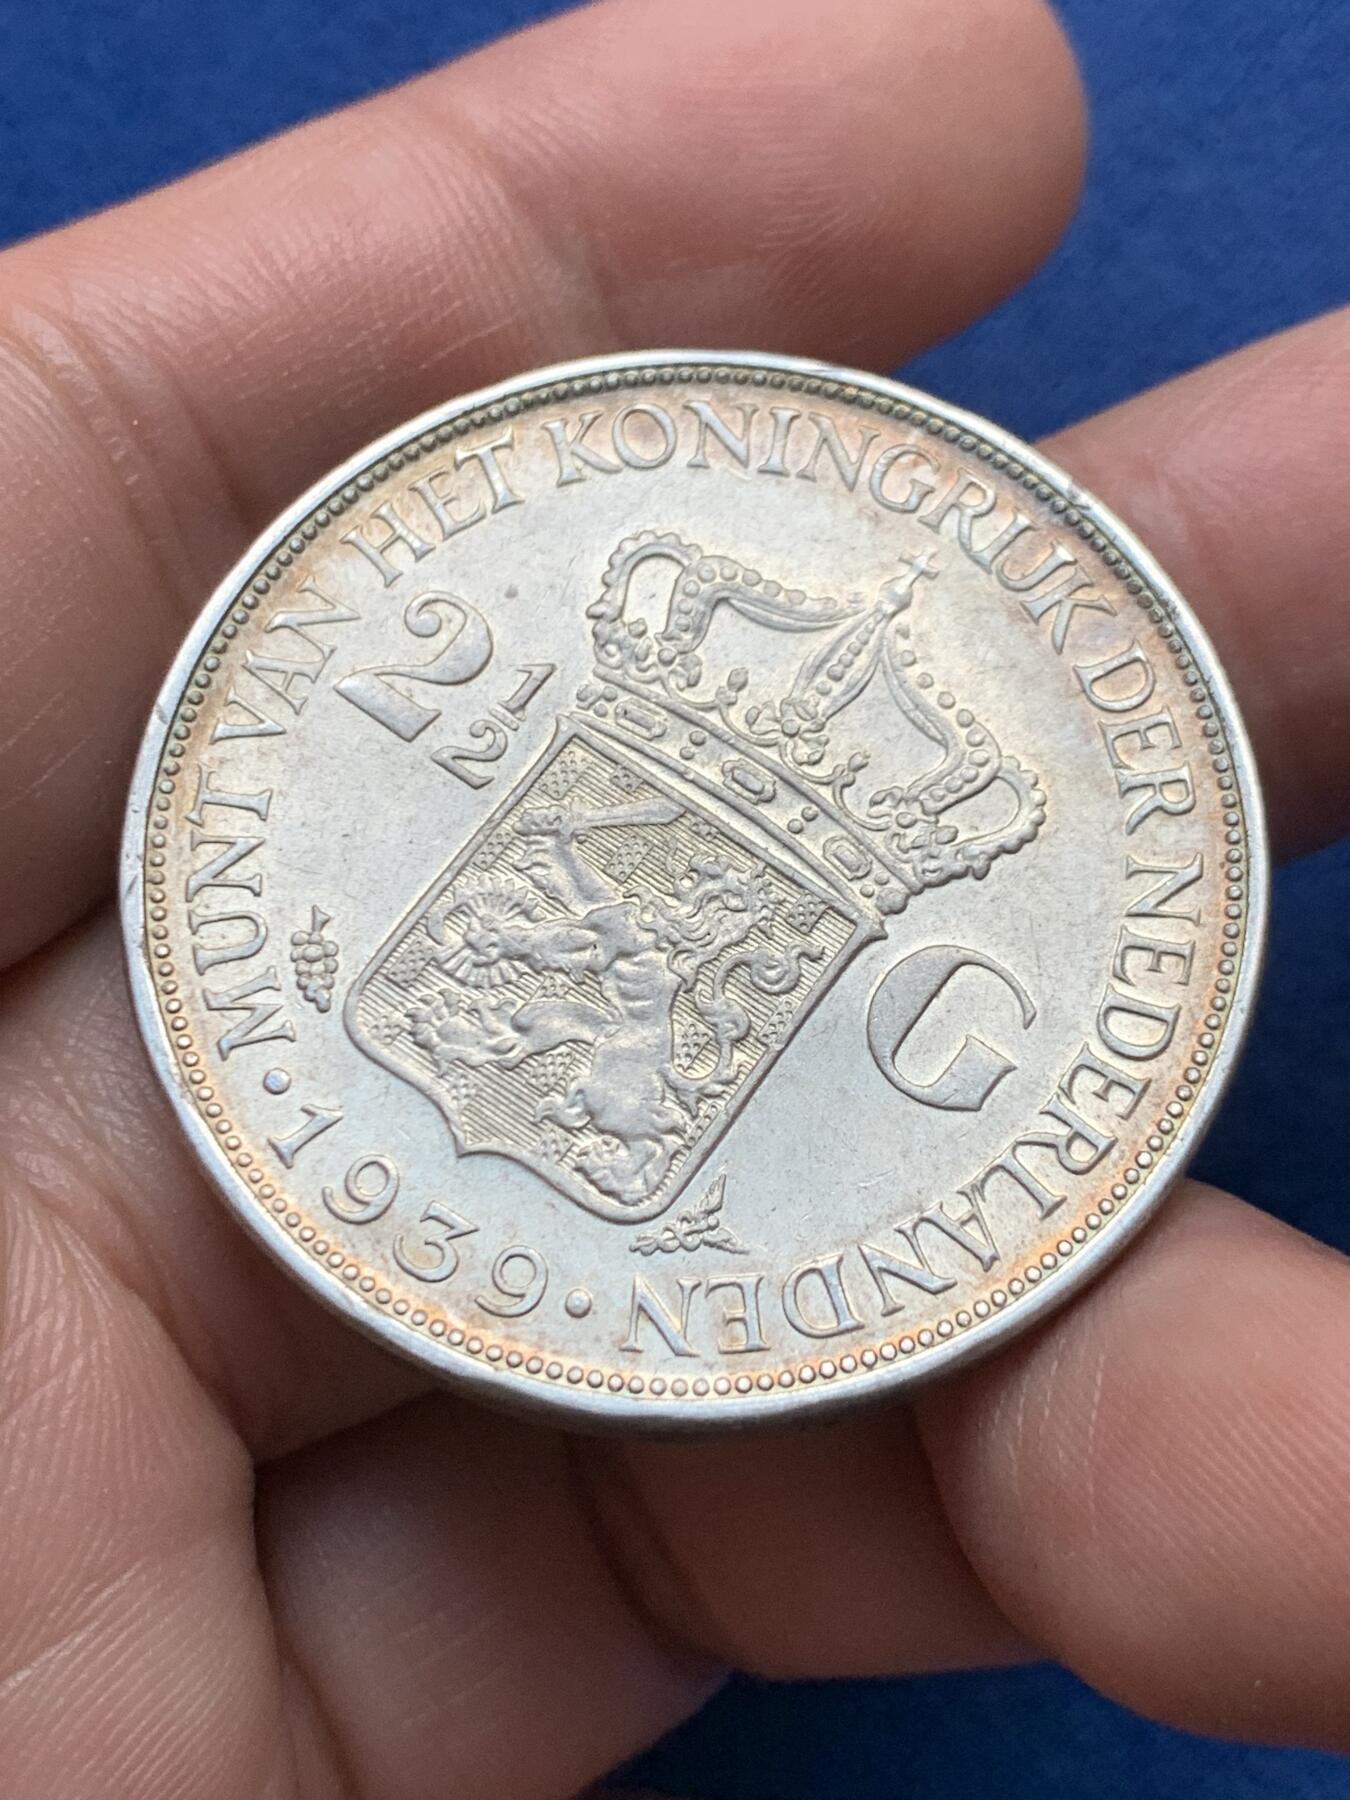 MUNT VAN HET KONINGRIJK DER NEDERLANDEN
· 1939 ·
2 1/2 G